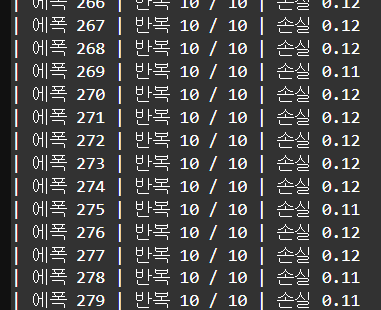 | 에폭 266 | 반복 10 / 10 | 손실 0.12
| 에폭 267 | 반복 10 / 10 | 손실 0.12
| 에폭 268 | 반복 10 / 10 | 손실 0.12
| 에폭 269 | 반복 10 / 10 | 손실 0.11
| 에폭 270 | 반복 10 / 10 | 손실 0.12
| 에폭 271 | 반복 10 / 10 | 손실 0.12
| 에폭 272 | 반복 10 / 10 | 손실 0.12
| 에폭 273 | 반복 10 / 10 | 손실 0.12
| 에폭 274 | 반복 10 / 10 | 손실 0.12
| 에폭 275 | 반복 10 / 10 | 손실 0.11
| 에폭 276 | 반복 10 / 10 | 손실 0.12
| 에폭 277 | 반복 10 / 10 | 손실 0.12
| 에폭 278 | 반복 10 / 10 | 손실 0.11
| 에폭 279 | 반복 10 / 10 | 손실 0.11